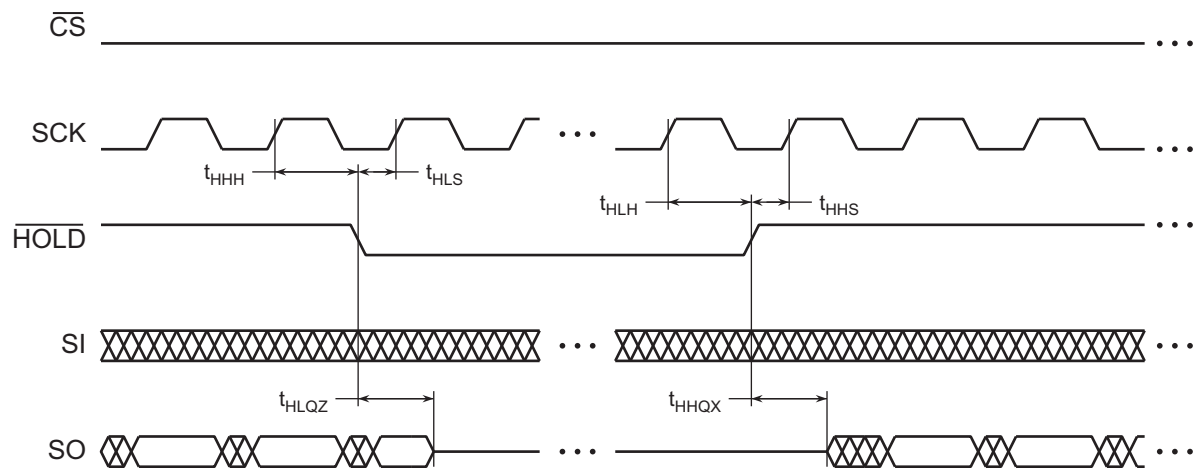 CS
SCK
tHHH
tHLS
tHLH
tHHS
HOLD
SI
tHLQZ
tHHQX
SO